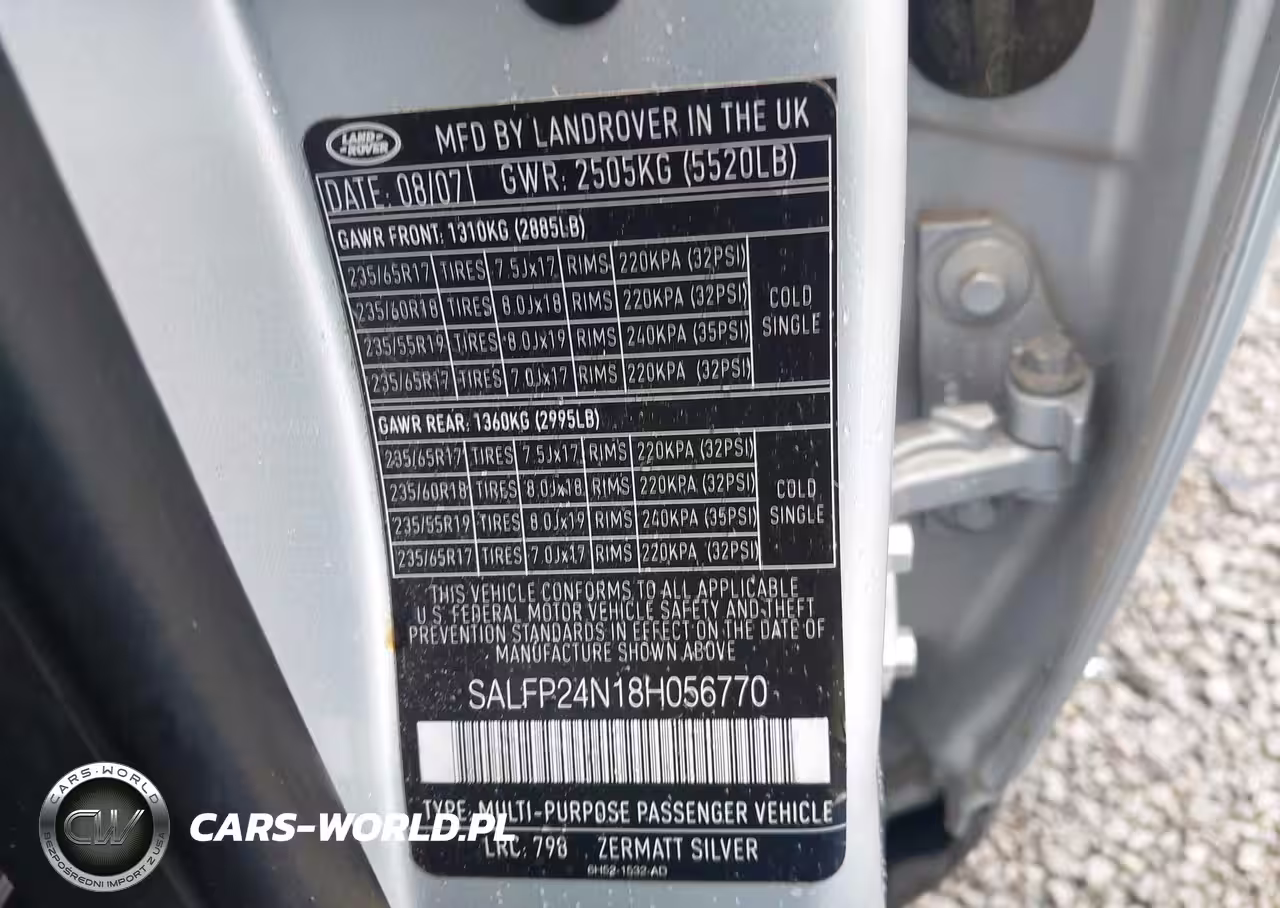 LAND ROVER
MFD BY LANDROVER IN THE UK
DATE: 08/07 GWR: 2505KG (5520LB)
GAWR FRONT: 1310KG (2885LB)
235/65R17 TIRES 7.5Jx17 RIMS 220KPA (32PSI)
235/60R18 TIRES 8.0Jx18 RIMS 220KPA (32PSI)
235/55R19 TIRES 8.0Jx19 RIMS 240KPA (35PSI)
235/65R17 TIRES 7.0Jx17 RIMS 220KPA (32PSI)
COLD
SINGLE
GAWR REAR: 1360KG (2995LB)
235/65R17 TIRES 7.5Jx17 RIMS 220KPA (32PSI)
235/60R18 TIRES 8.0Jx18 RIMS 220KPA (32PSI)
235/55R19 TIRES 8.0Jx19 RIMS 240KPA (35PSI)
235/65R17 TIRES 7.0Jx17 RIMS 220KPA (32PSI)
COLD
SINGLE
THIS VEHICLE CONFORMS TO ALL APPLICABLE
U.S. FEDERAL MOTOR VEHICLE SAFETY AND THEFT
PREVENTION STANDARDS IN EFFECT ON THE DATE OF
MANUFACTURE SHOWN ABOVE
SALFP24N18H056770
TYPE: MULTI-PURPOSE PASSENGER VEHICLE
LRC: 798 ZERMATT SILVER
6H52-1532-AD
CARS-WORLD
CW
BEZPOŚREDNI IMPORT Z USA
CARS-WORLD.PL